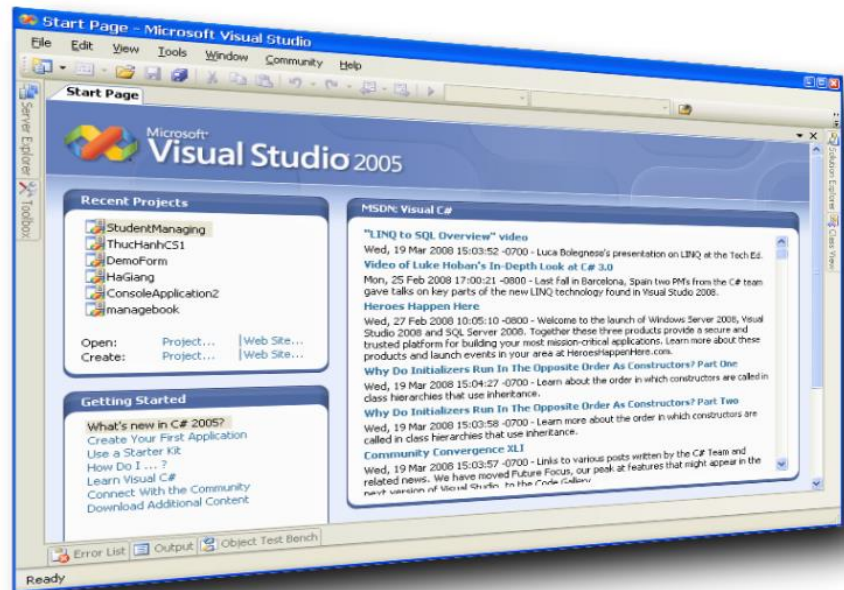 Start Page - Microsoft Visual Studio
File Edit View Tools Window Community Help
Start Page
Server Explorer
Toolbox
Solution Explorer
Class View
Microsoft
Visual Studio 2005
Recent Projects
StudentManaging
ThucHanhCS1
DemoForm
HaGiang
ConsoleApplication2
managebook
Open: Project... | Web Site...
Create: Project... | Web Site...
Getting Started
What's new in C# 2005?
Create Your First Application
Use a Starter Kit
How Do I ... ?
Learn Visual C#
Connect With the Community
Download Additional Content
MSDN: Visual C#
"LINQ to SQL Overview" video
Wed, 19 Mar 2008 15:03:52 -0700 - Luca Bolegnese's presentation on LINQ at the Tech Ed.
Video of Luke Hoban's In-Depth Look at C# 3.0
Mon, 25 Feb 2008 17:00:21 -0800 - Last fall in Barcelona, Spain two PM's from the C# team
gave talks on key parts of the new LINQ technology found in Visual Studio 2008.
Heroes Happen Here
Wed, 27 Feb 2008 10:05:10 -0800 - Welcome to the launch of Windows Server 2008, Visual
Studio 2008 and SQL Server 2008. Together these three products provide a secure and
trusted platform for building your most mission-critical applications. Learn more about these
products and launch events in your area at HeroesHappenHere.com.
Why Do Initializers Run In The Opposite Order As Constructors? Part One
Wed, 19 Mar 2008 15:04:27 -0700 - Learn about the order in which constructors are called in
class hierarchies that use inheritance.
Why Do Initializers Run In The Opposite Order As Constructors? Part Two
Wed, 19 Mar 2008 15:03:58 -0700 - Learn more about the order in which constructors are
called in class hierarchies that use inheritance.
Community Convergence XLI
Wed, 19 Mar 2008 15:03:57 -0700 - Links to various posts written by the C# Team and
related news. We have moved Future Focus, our peak at features that might appear in the
next version of Visual Studio, to the Code Gallery.
Error List Output Object Test Bench
Ready